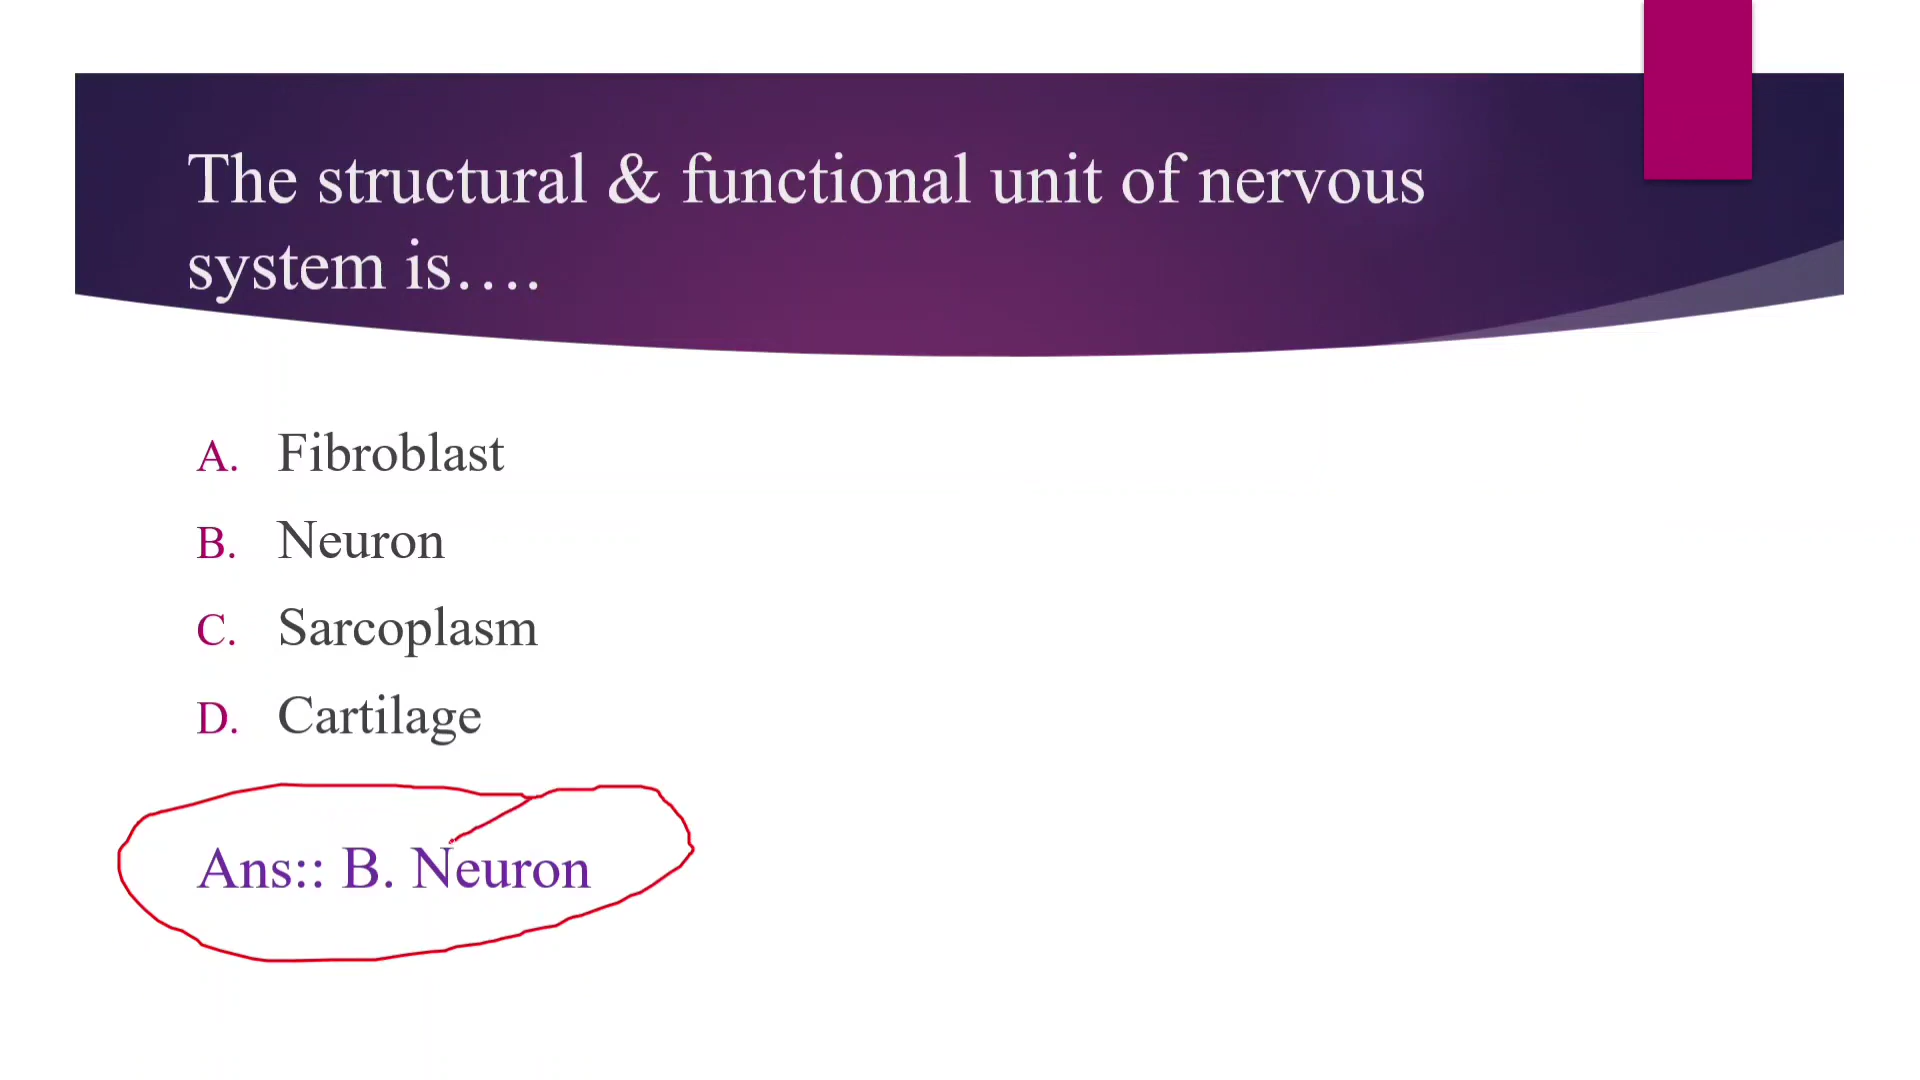 The structural & functional unit of nervous
system is….
A. Fibroblast
B. Neuron
C. Sarcoplasm
D. Cartilage
Ans:: B. Neuron